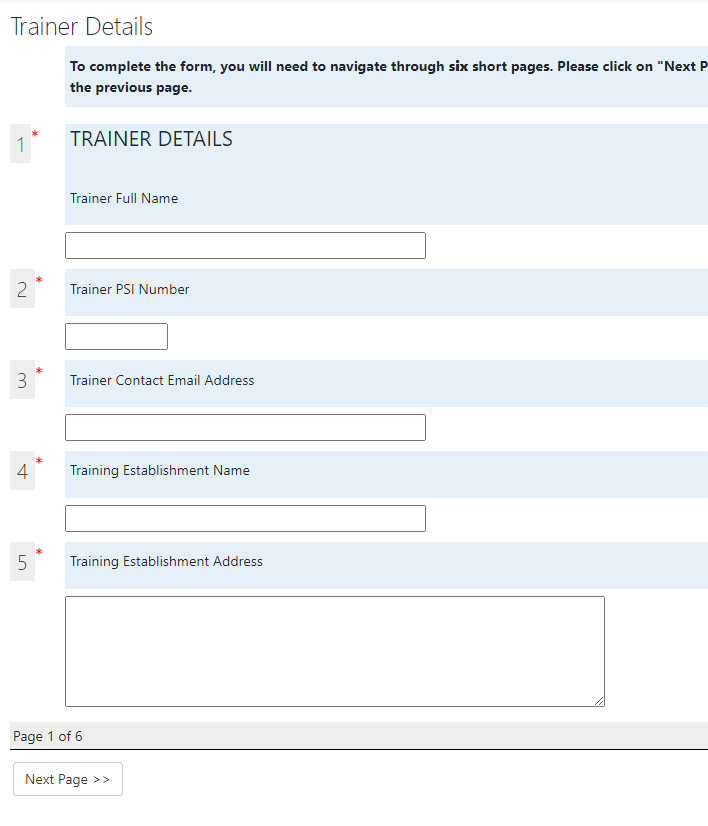 Trainer Details
To complete the form, you will need to navigate through six short pages. Please click on "Next P
the previous page.
1 *
TRAINER DETAILS
Trainer Full Name
2 *
Trainer PSI Number
3 *
Trainer Contact Email Address
4 *
Training Establishment Name
5 *
Training Establishment Address
Page 1 of 6
Next Page >>